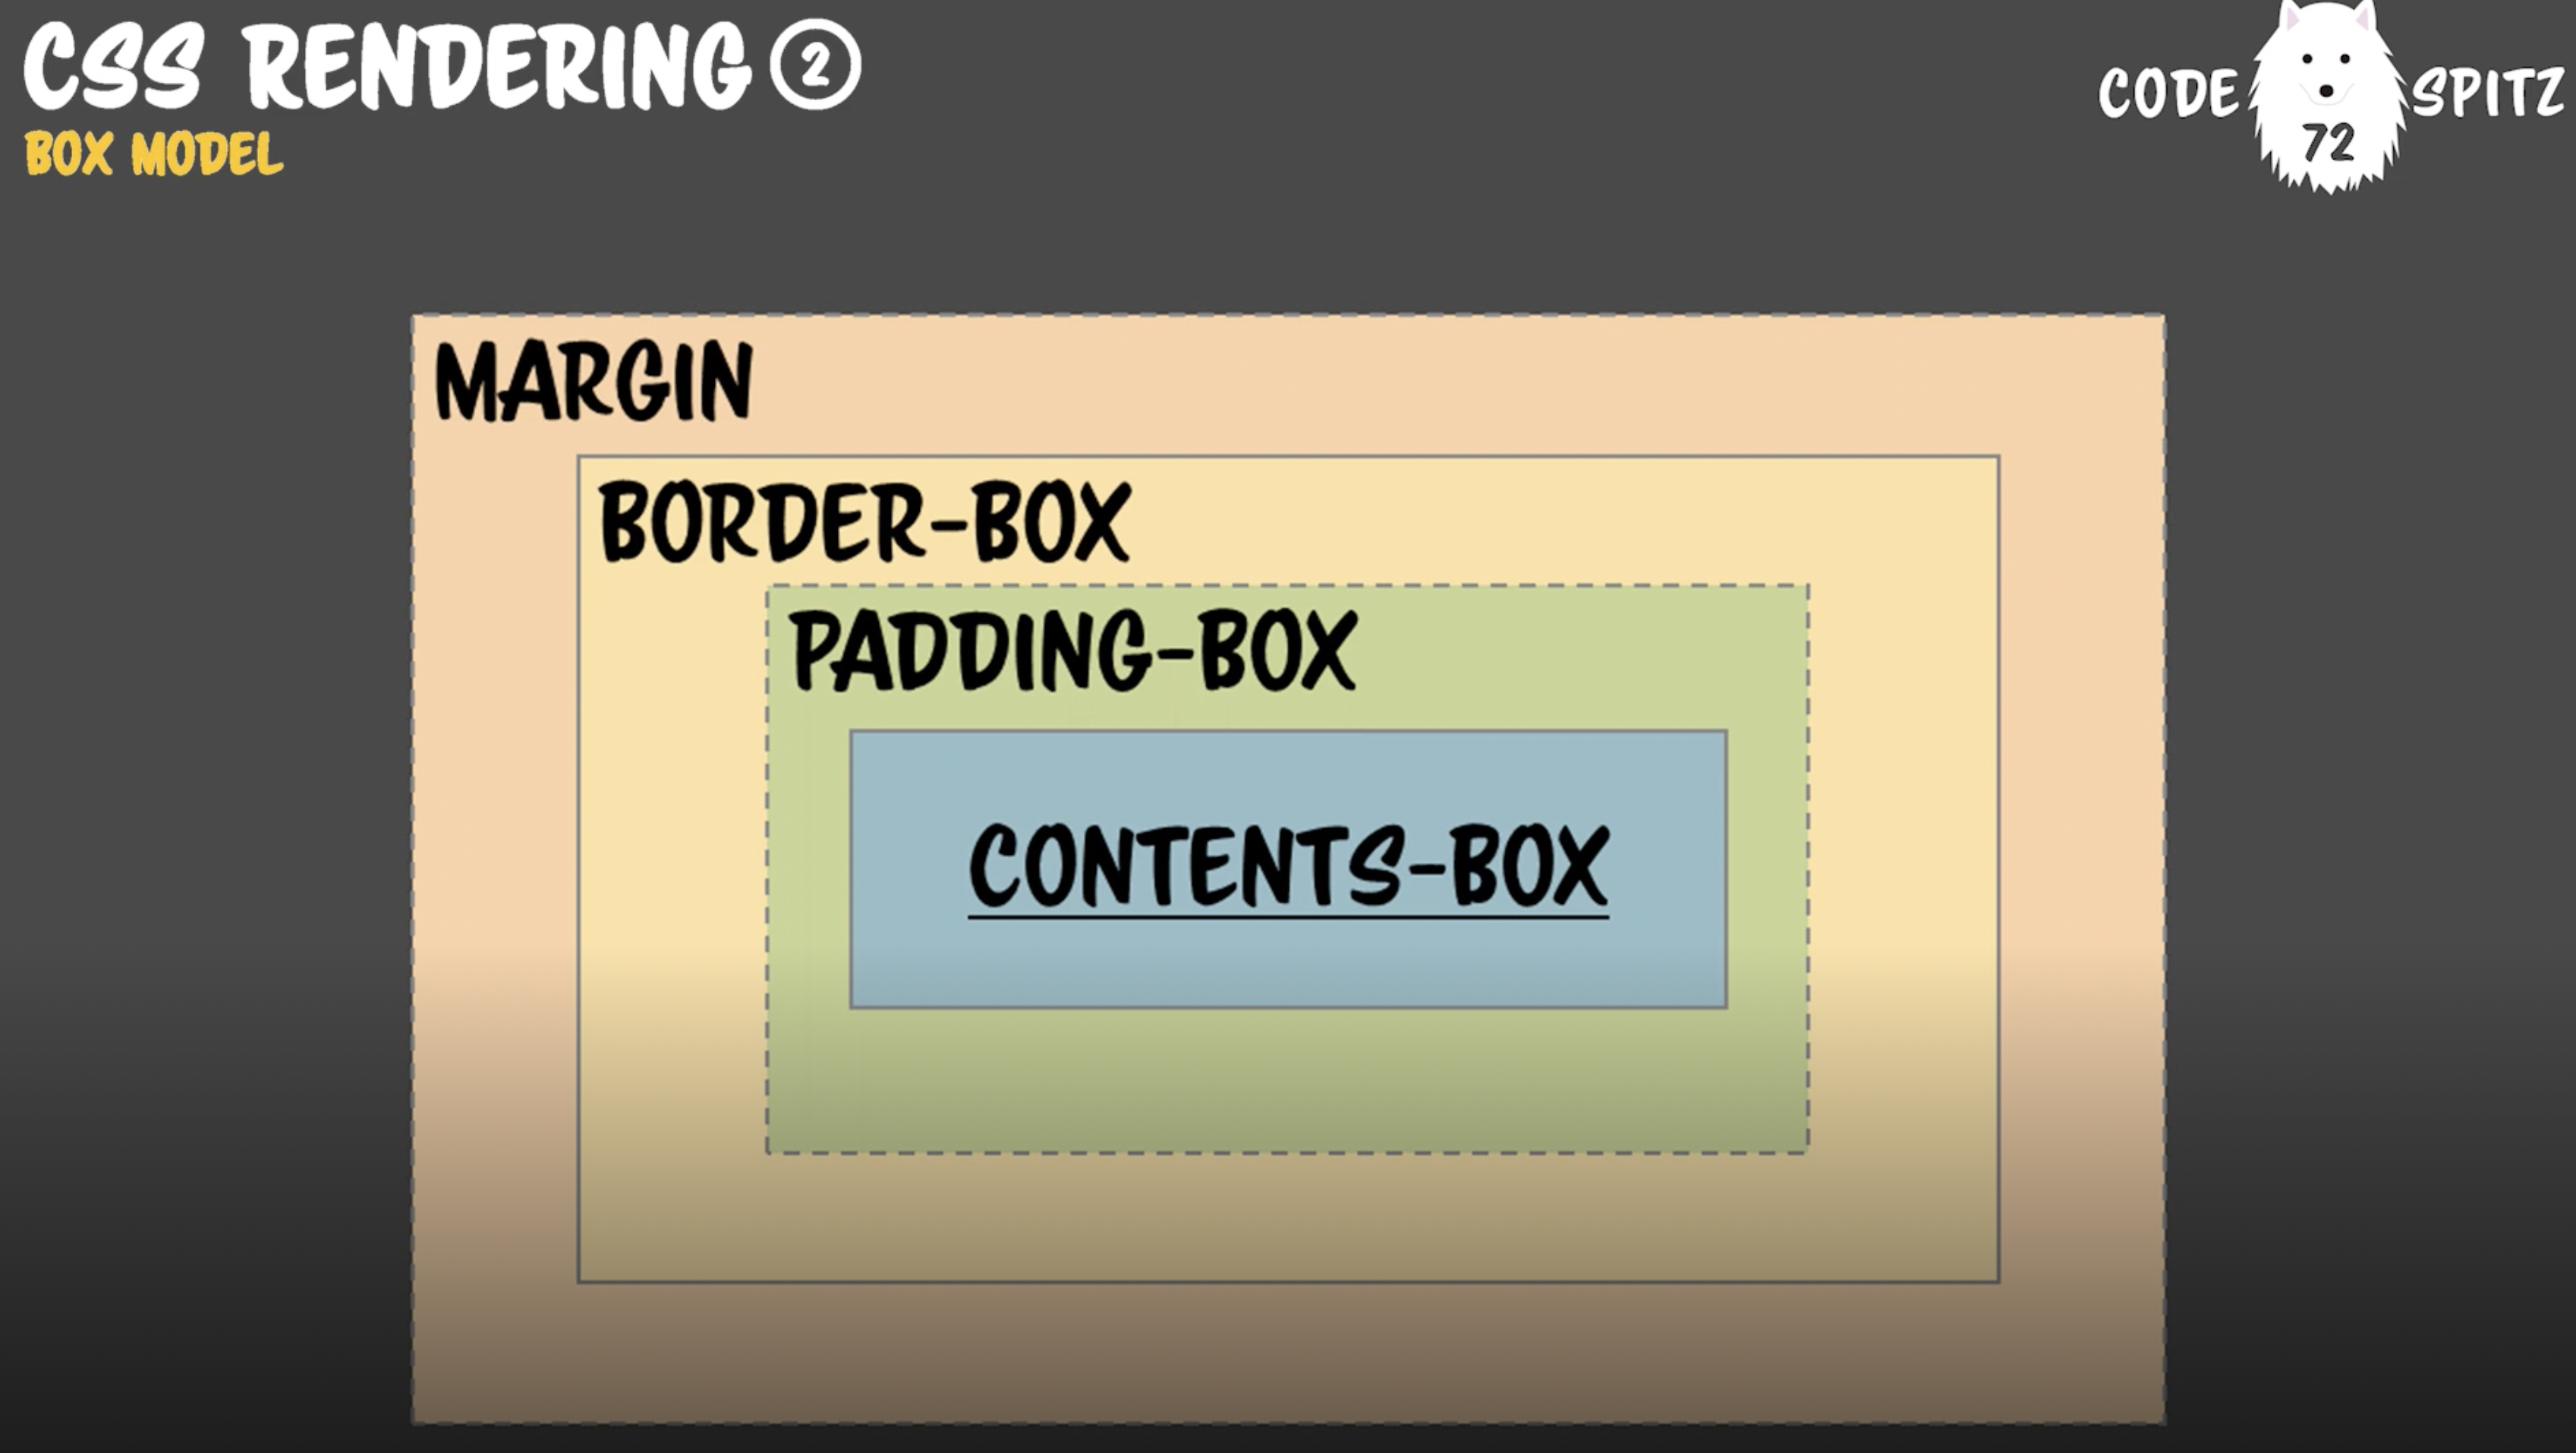 CSS RENDERING ②
BOX MODEL
CODE SPITZ
72
MARGIN
BORDER-BOX
PADDING-BOX
CONTENTS-BOX